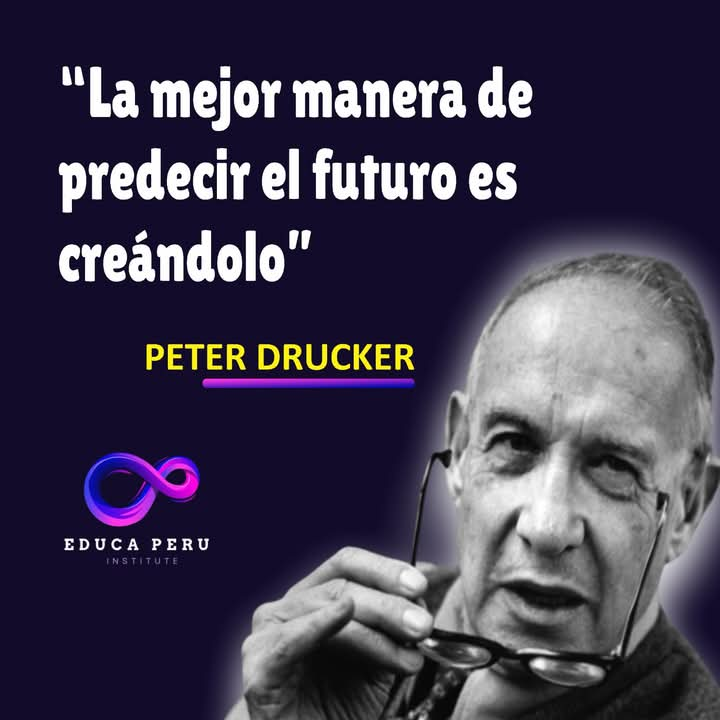 “La mejor manera de
predecir el futuro es
creándolo”
PETER DRUCKER
EDUCA PERU
INSTITUTE